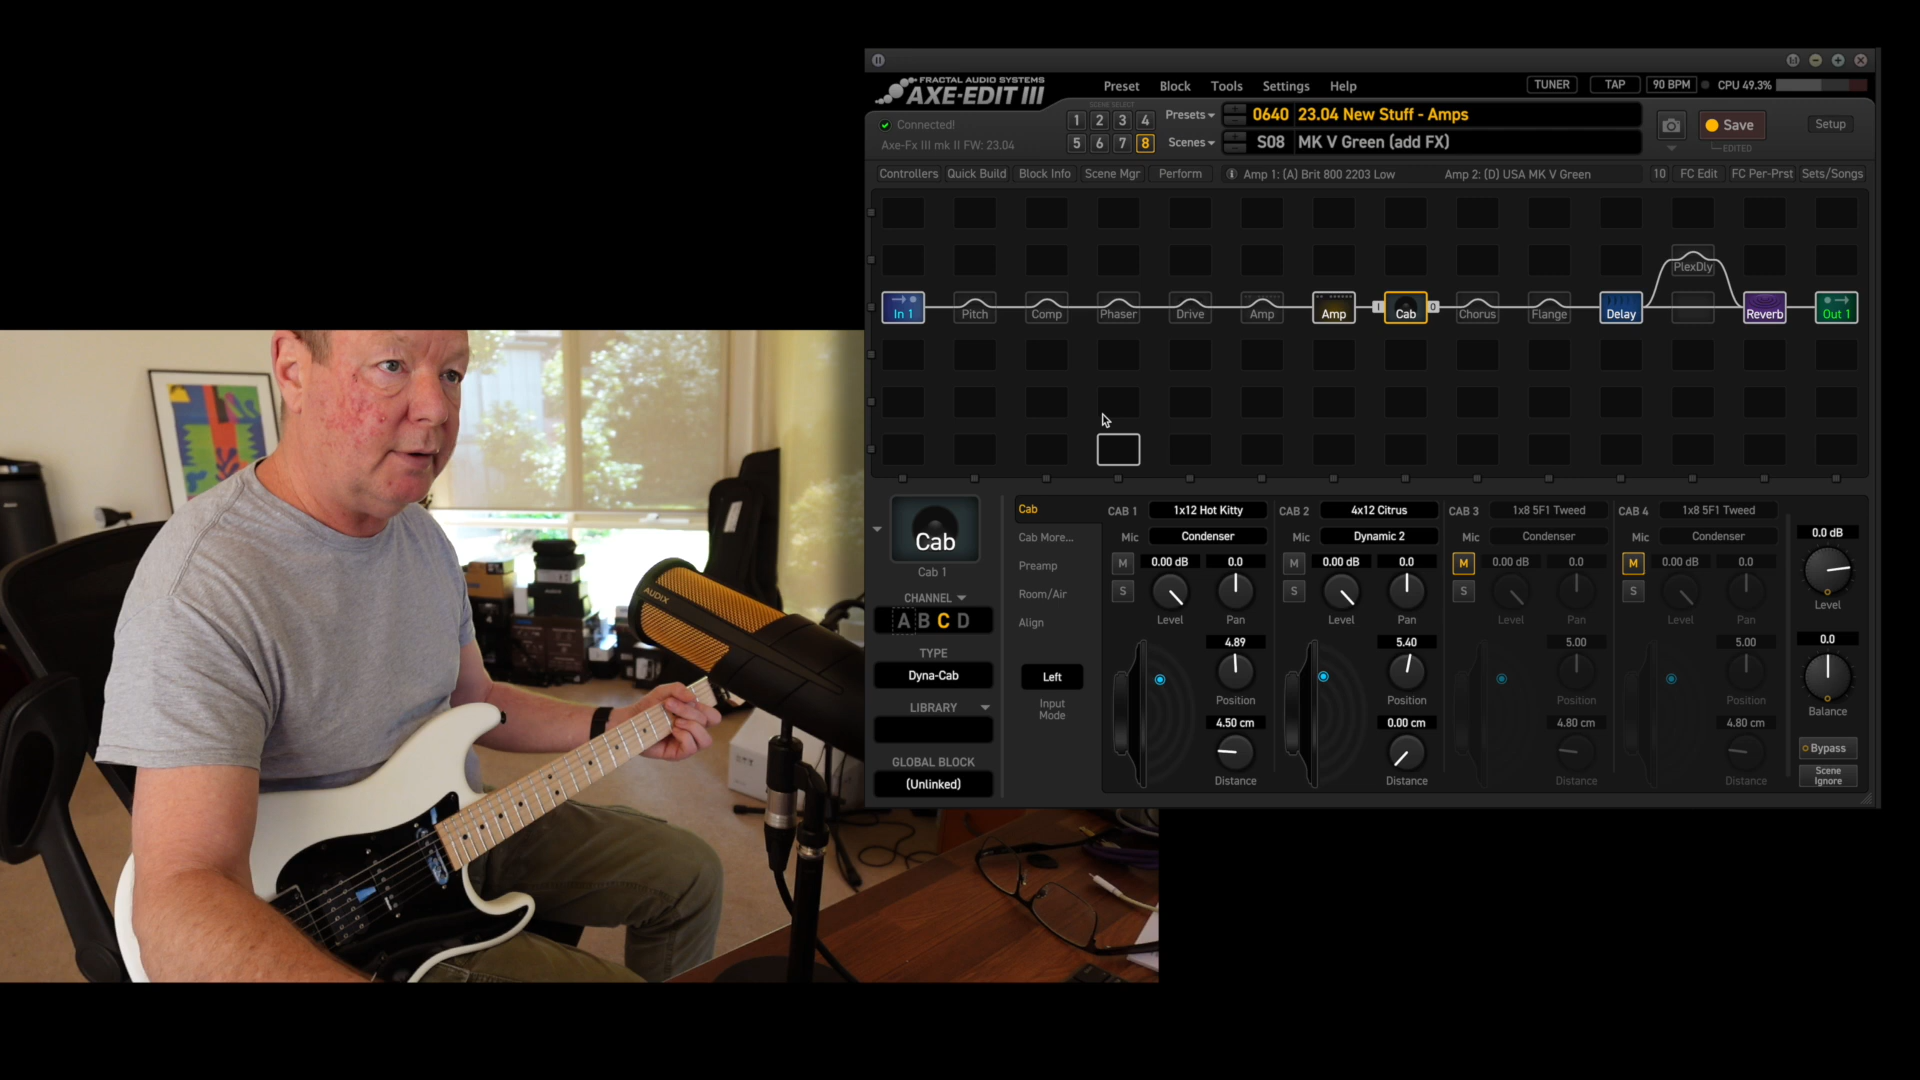 FRACTAL AUDIO SYSTEMS
AXE-EDIT III
Preset Block Tools Settings Help
TUNER TAP 90 BPM CPU 49.3%
Connected!
Axe-Fx III mk II FW: 23.04
SCENE SELECT
1 2 3 4
5 6 7 8
Presets 0640 23.04 New Stuff - Amps
Scenes S08 MK V Green (add FX)
Save
EDITED
Setup
Controllers Quick Build Block Info Scene Mgr Perform Amp 1: (A) Brit 800 2203 Low Amp 2: (D) USA MK V Green 10 FC Edit FC Per-Prst Sets/Songs
PlexDly
In 1 Pitch Comp Phaser Drive Amp Amp I Cab O Chorus Flange Delay Reverb Out 1
Cab
Cab 1
CHANNEL
A B C D
TYPE
Dyna-Cab
LIBRARY
GLOBAL BLOCK
(Unlinked)
Cab
Cab More...
Preamp
Room/Air
Align
Left
Input
Mode
CAB 1 1x12 Hot Kitty
Mic Condenser
M 0.00 dB 0.0
S
Level Pan
4.89
Position
4.50 cm
Distance
CAB 2 4x12 Citrus
Mic Dynamic 2
M 0.00 dB 0.0
S
Level Pan
5.40
Position
0.00 cm
Distance
CAB 3 1x8 5F1 Tweed
Mic Condenser
M 0.00 dB 0.0
S
Level Pan
5.00
Position
4.80 cm
Distance
CAB 4 1x8 5F1 Tweed
Mic Condenser
M 0.00 dB 0.0
S
Level Pan
5.00
Position
4.80 cm
Distance
0.0 dB
Level
0.0
Balance
Bypass
Scene
Ignore
AUDIX